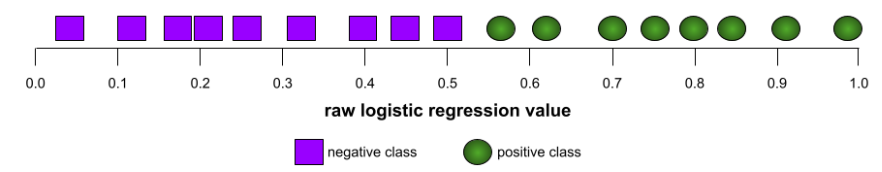 0.0 0.1 0.2 0.3 0.4 0.5 0.6 0.7 0.8 0.9 1.0
raw logistic regression value
negative class positive class